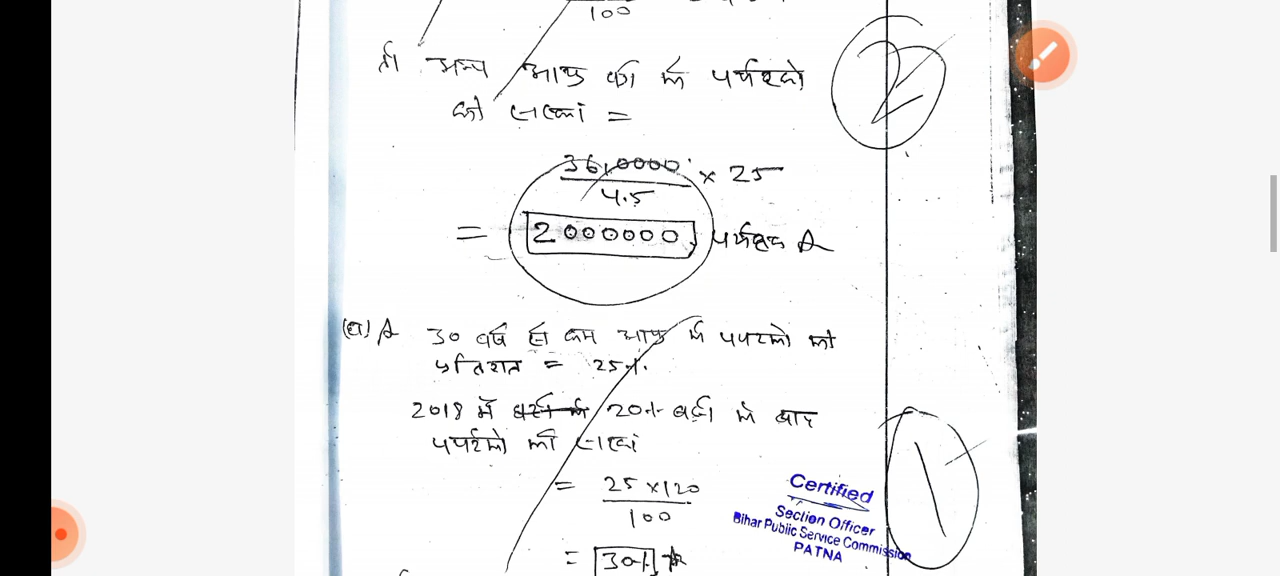 100
तो अन्य आयु वर्ग के पर्यटको
की संख्यां =
2
36,0000 / 4.5 × 25
= 2000000 पर्यटक
30 वर्ष से कम आयु के पर्यटको का
प्रतिशत = 25%
2018 में 20% वृद्धि के बाद
पर्यटको की संख्यां
= 25 × 120 / 100
= 30%
1
Certified
Section Officer
Bihar Public Service Commission
PATNA